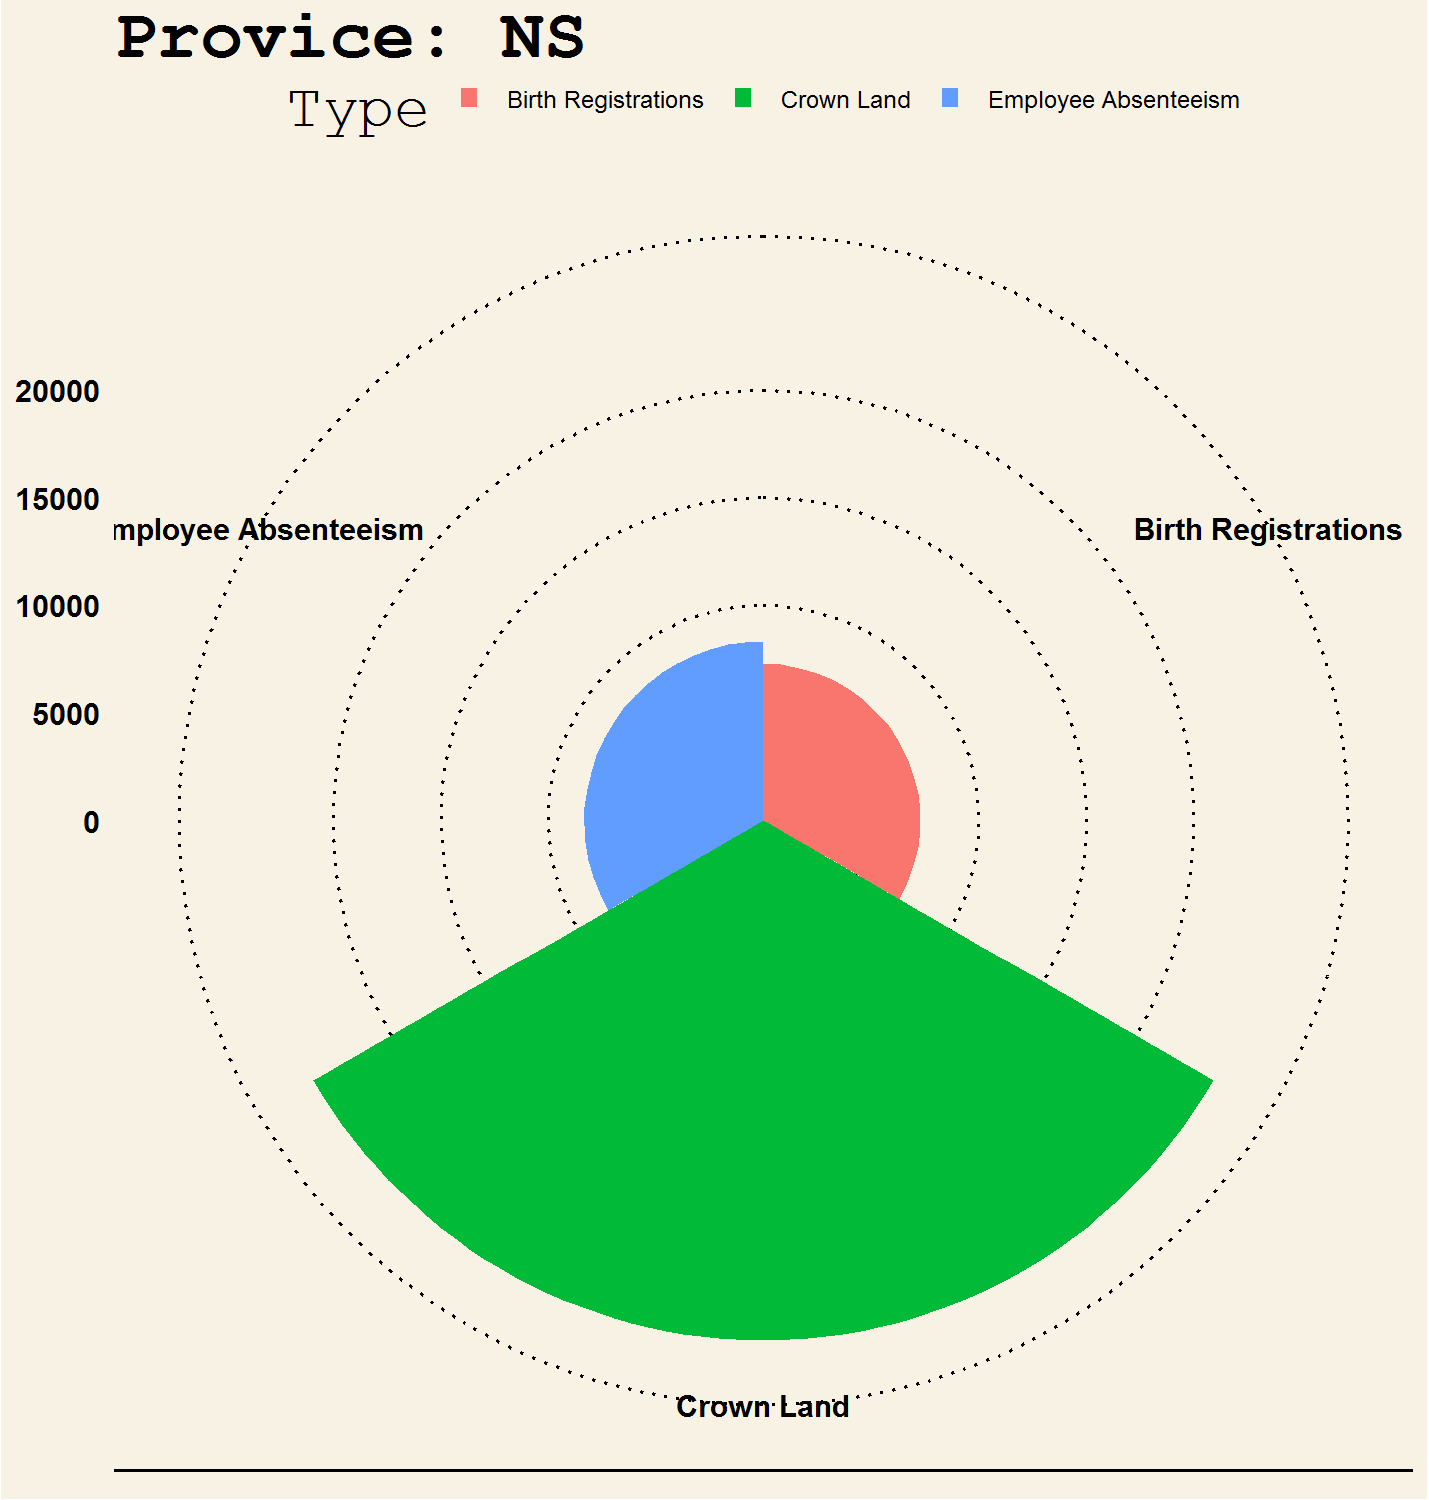 Provice: NS
Type Birth Registrations Crown Land Employee Absenteeism
20000
15000
mployee Absenteeism Birth Registrations
10000
5000
0
Crown Land